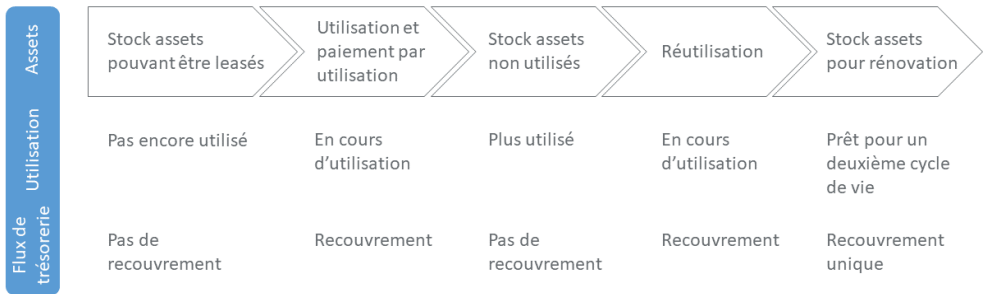 Assets
Stock assets
pouvant être leasés
Utilisation et
paiement par
utilisation
Stock assets
non utilisés
Réutilisation
Stock assets
pour rénovation
Utilisation
Pas encore utilisé
En cours
d’utilisation
Plus utilisé
En cours
d’utilisation
Prêt pour un
deuxième cycle
de vie
Flux de
trésorerie
Pas de
recouvrement
Recouvrement
Pas de
recouvrement
Recouvrement
Recouvrement
unique